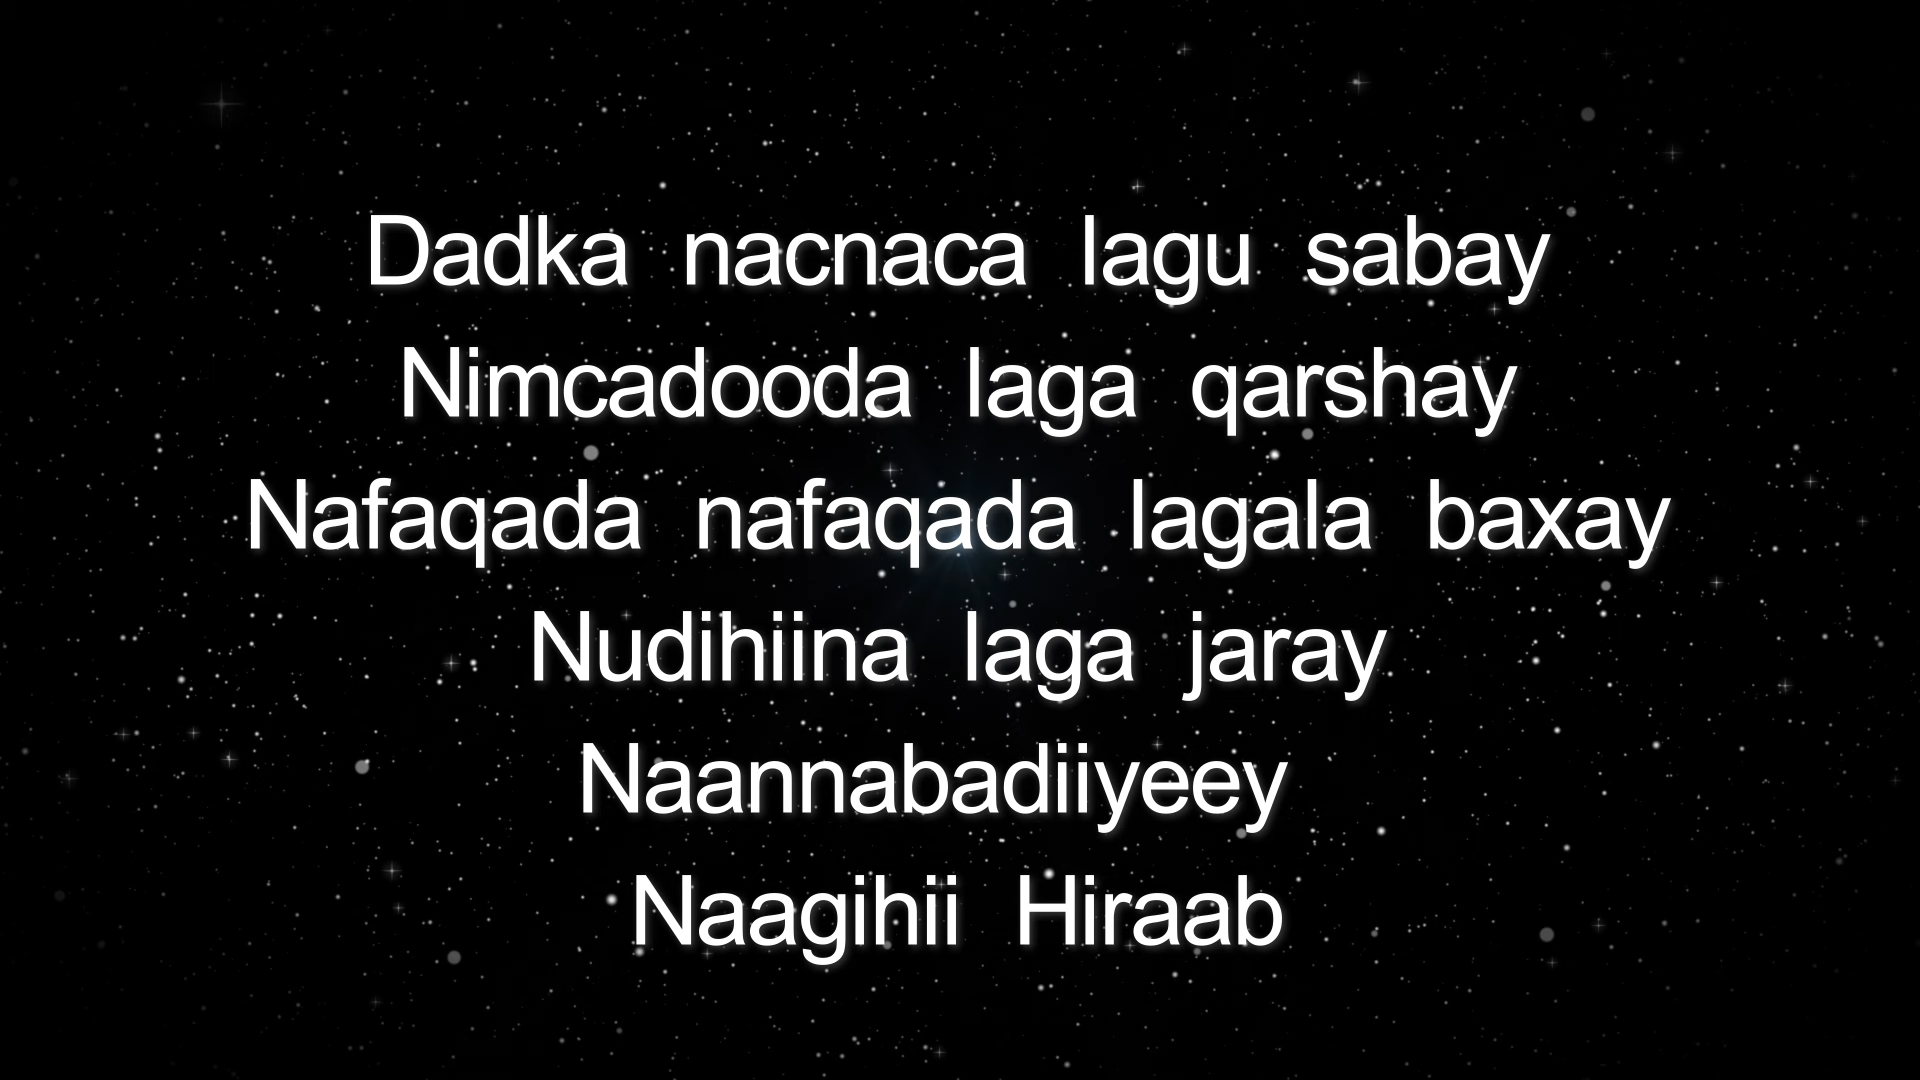 Dadka nacnaca lagu sabay
Nimcadooda laga qarshay
Nafaqada nafaqada lagala baxay
Nudihiina laga jaray
Naannabadiiyeey
Naagihii Hiraab